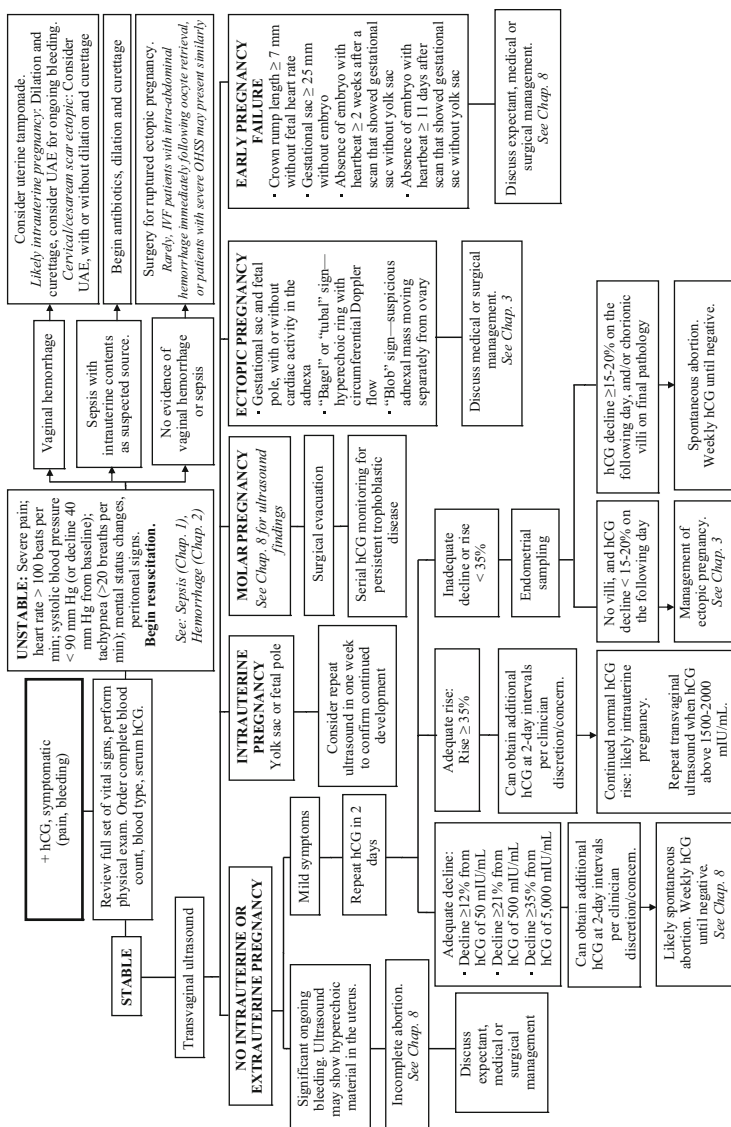 + hCG, symptomatic
(pain, bleeding)
Review full set of vital signs, perform
physical exam. Order complete blood
count, blood type, serum hCG.
STABLE
Transvaginal ultrasound
UNSTABLE: Severe pain;
heart rate > 100 beats per
min; systolic blood pressure
< 90 mm Hg (or decline 40
mm Hg from baseline);
tachypnea (>20 breaths per
min); mental status changes,
peritoneal signs.
Begin resuscitation.
See: Sepsis (Chap. 1),
Hemorrhage (Chap. 2)
Vaginal hemorrhage
Consider uterine tamponade.
Likely intrauterine pregnancy: Dilation and
curettage, consider UAE for ongoing bleeding.
Cervical/cesarean scar ectopic: Consider
UAE, with or without dilation and curettage
Sepsis with
intrauterine contents
as suspected source.
Begin antibiotics, dilation and curettage
No evidence of
vaginal hemorrhage
or sepsis
Surgery for ruptured ectopic pregnancy.
Rarely, IVF patients with intra-abdominal
hemorrhage immediately following oocyte retrieval,
or patients with severe OHSS may present similarly
NO INTRAUTERINE OR
EXTRAUTERINE PREGNANCY
Significant ongoing
bleeding. Ultrasound
may show hyperechoic
material in the uterus.
Incomplete abortion.
See Chap. 8
Discuss
expectant,
medical or
surgical
management
Mild symptoms
Repeat hCG in 2
days
Adequate decline:
• Decline ≥12% from
hCG of 50 mIU/mL
• Decline ≥21% from
hCG of 500 mIU/mL
• Decline ≥35% from
hCG of 5,000 mIU/mL
Can obtain additional
hCG at 2-day intervals
per clinician
discretion/concern.
Likely spontaneous
abortion. Weekly hCG
until negative.
See Chap. 8
Adequate rise:
Rise ≥ 35%
Can obtain additional
hCG at 2-day intervals
per clinician
discretion/concern.
Continued normal hCG
rise: likely intrauterine
pregnancy.
Repeat transvaginal
ultrasound when hCG
above 1500-2000
mIU/mL.
Inadequate
decline or rise
< 35%
Endometrial
sampling
No villi, and hCG
decline < 15-20% on
the following day
Management of
ectopic pregnancy.
See Chap. 3
hCG decline ≥15-20% on the
following day, and/or chorionic
villi on final pathology
Spontaneous abortion.
Weekly hCG until negative.
INTRAUTERINE
PREGNANCY
Yolk sac or fetal pole
Consider repeat
ultrasound in one week
to confirm continued
development
MOLAR PREGNANCY
See Chap. 8 for ultrasound
findings
Surgical evacuation
Serial hCG monitoring for
persistent trophoblastic
disease
ECTOPIC PREGNANCY
• Gestational sac and fetal
pole, with or without
cardiac activity in the
adnexa
• "Bagel" or "tubal" sign—
hyperechoic ring with
circumferential Doppler
flow
• "Blob" sign—suspicious
adnexal mass moving
separately from ovary
Discuss medical or surgical
management.
See Chap. 3
EARLY PREGNANCY
FAILURE
• Crown rump length ≥ 7 mm
without fetal heart rate
• Gestational sac ≥ 25 mm
without embryo
• Absence of embryo with
heartbeat ≥ 2 weeks after a
scan that showed gestational
sac without yolk sac
• Absence of embryo with
heartbeat ≥ 11 days after
scan that showed gestational
sac without yolk sac
Discuss expectant, medical or
surgical management.
See Chap. 8